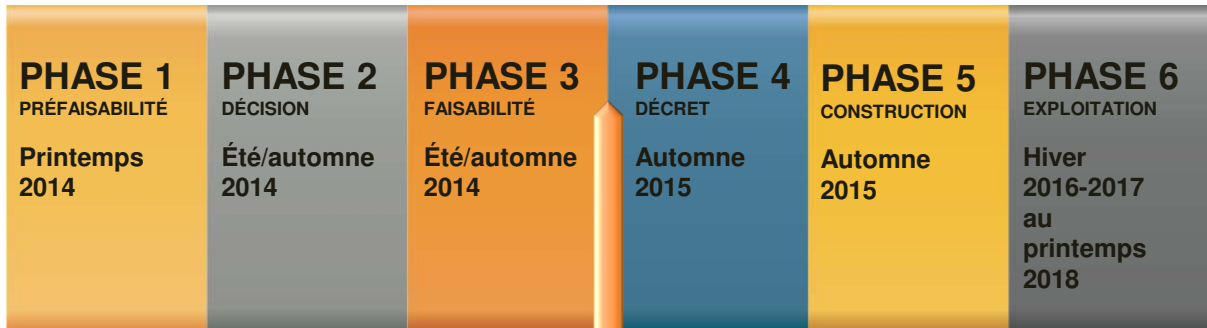 PHASE 1
PRÉFAISABILITÉ
Printemps
2014
PHASE 2
DÉCISION
Été/automne
2014
PHASE 3
FAISABILITÉ
Été/automne
2014
PHASE 4
DÉCRET
Automne
2015
PHASE 5
CONSTRUCTION
Automne
2015
PHASE 6
EXPLOITATION
Hiver
2016-2017
au
printemps
2018